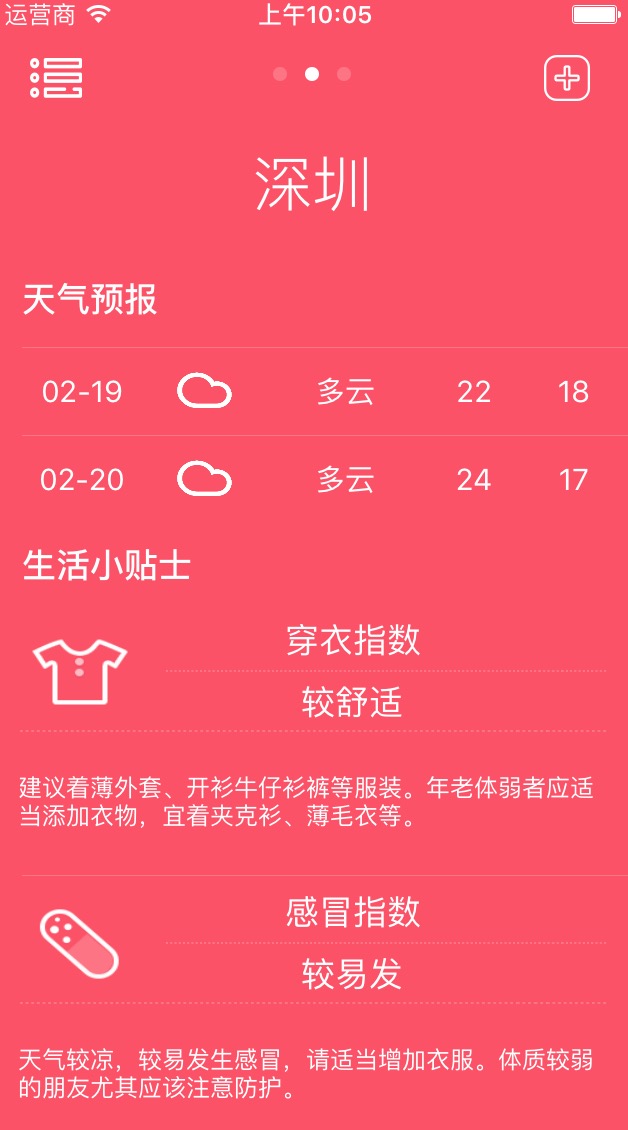 运营商 上午10:05
深圳
天气预报
02-19 多云 22 18
02-20 多云 24 17
生活小贴士
穿衣指数
较舒适
建议着薄外套、开衫牛仔衫裤等服装。年老体弱者应适
当添加衣物，宜着夹克衫、薄毛衣等。
感冒指数
较易发
天气较凉，较易发生感冒，请适当增加衣服。体质较弱
的朋友尤其应该注意防护。